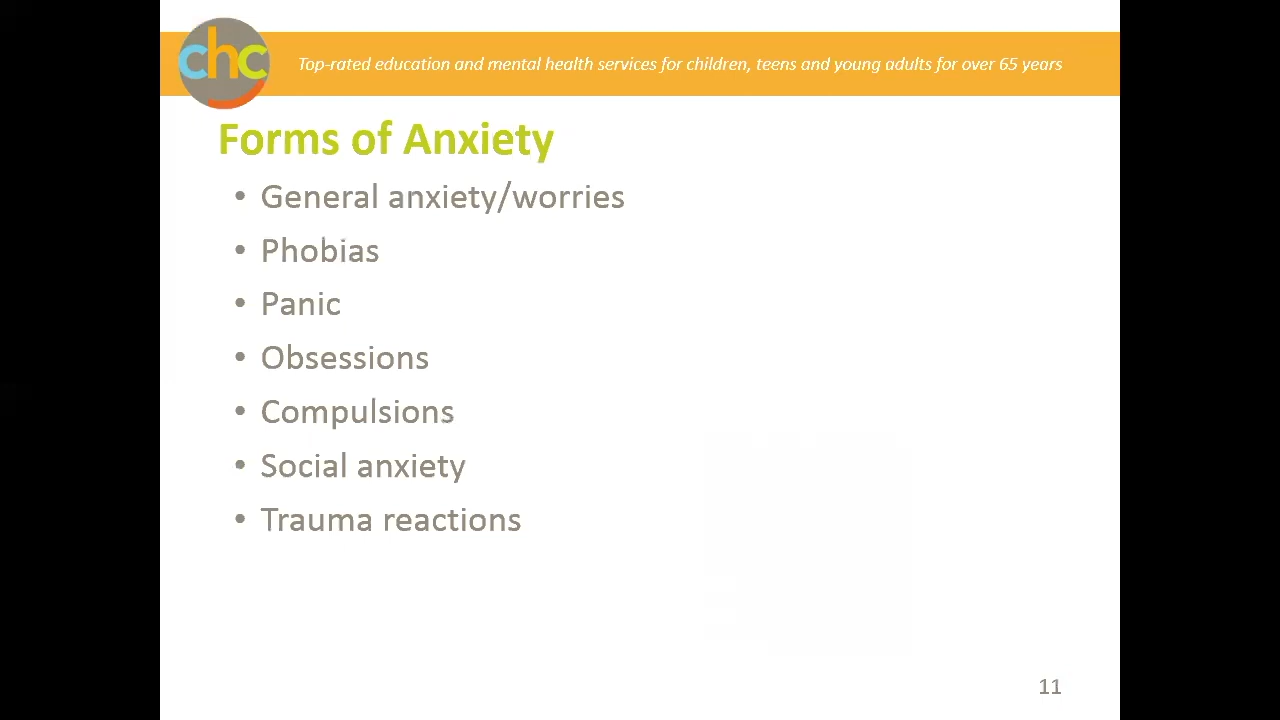 chc
Top-rated education and mental health services for children, teens and young adults for over 65 years
Forms of Anxiety
• General anxiety/worries
• Phobias
• Panic
• Obsessions
• Compulsions
• Social anxiety
• Trauma reactions
11